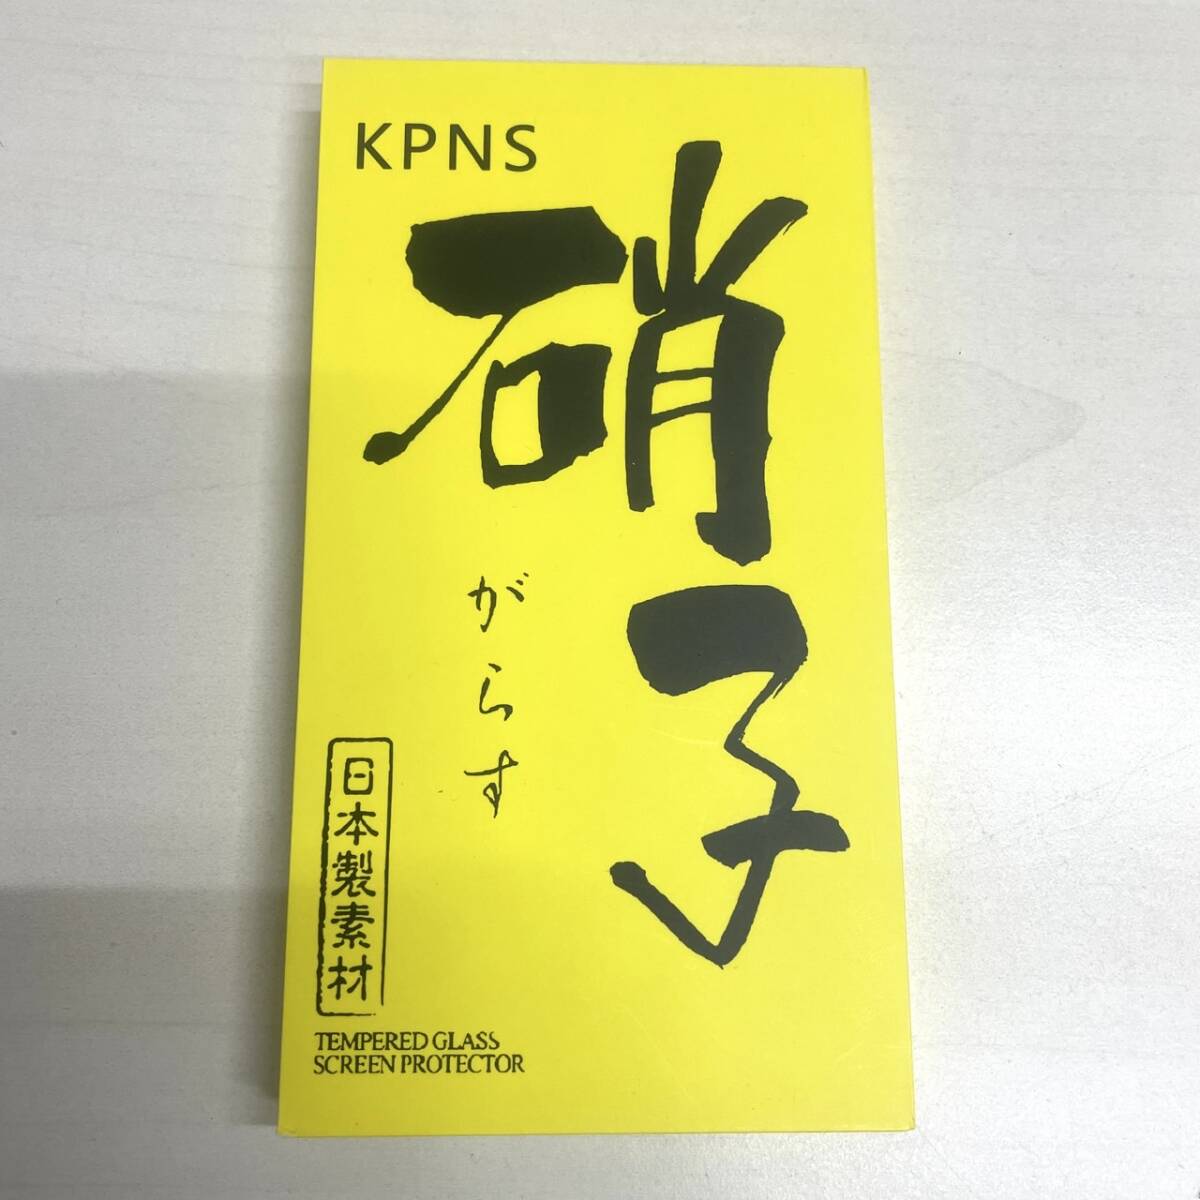 KPNS
硝子
がらす
日本製素材
TEMPERED GLASS
SCREEN PROTECTOR